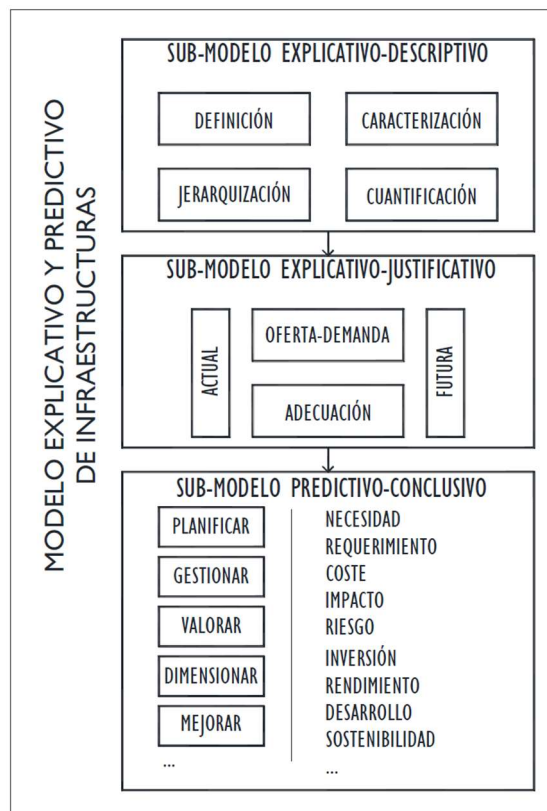 MODELO EXPLICATIVO Y PREDICTIVO
DE INFRAESTRUCTURAS
SUB-MODELO EXPLICATIVO-DESCRIPTIVO
DEFINICIÓN
CARACTERIZACIÓN
JERARQUIZACIÓN
CUANTIFICACIÓN
SUB-MODELO EXPLICATIVO-JUSTIFICATIVO
ACTUAL
OFERTA-DEMANDA
ADECUACIÓN
FUTURA
SUB-MODELO PREDICTIVO-CONCLUSIVO
PLANIFICAR
GESTIONAR
VALORAR
DIMENSIONAR
MEJORAR
...
NECESIDAD
REQUERIMIENTO
COSTE
IMPACTO
RIESGO
INVERSIÓN
RENDIMIENTO
DESARROLLO
SOSTENIBILIDAD
...